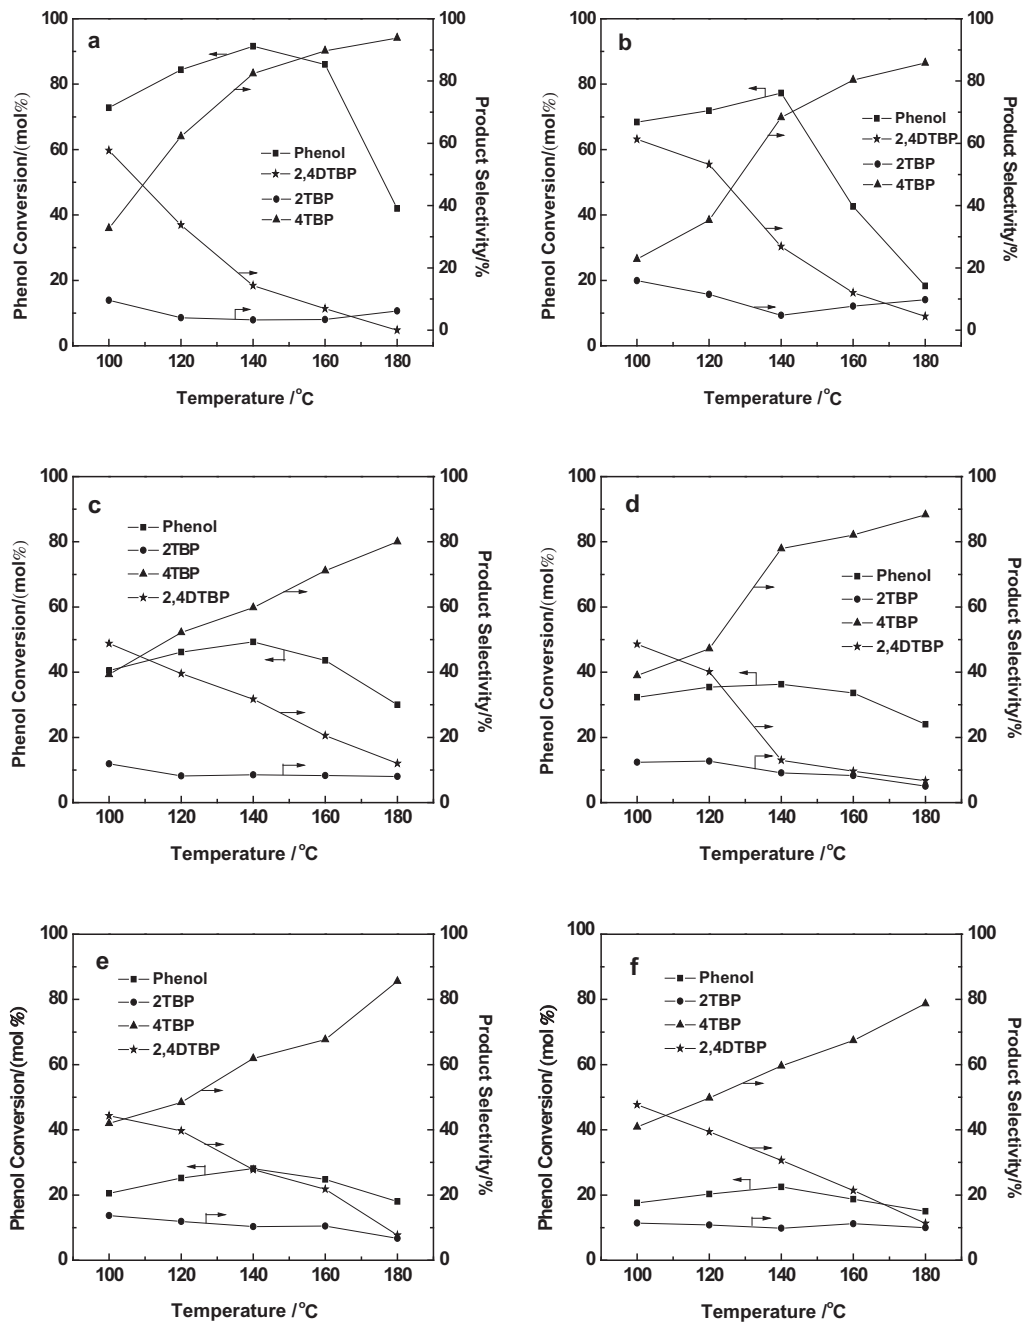 a
Phenol Conversion/(mol%)
100
80
60
40
20
0
100
80
60
40
20
0
Product Selectivity/%
Phenol
2,4DTBP
2TBP
4TBP
100 120 140 160 180
Temperature /°C
b
Phenol Conversion/(mol%)
100
80
60
40
20
0
100
80
60
40
20
0
Product Selectivity/%
Phenol
2,4DTBP
2TBP
4TBP
100 120 140 160 180
Temperature /°C
c
Phenol Conversion/(mol%)
100
80
60
40
20
0
100
80
60
40
20
0
Product Selectivity/%
Phenol
2TBP
4TBP
2,4DTBP
100 120 140 160 180
Temperature /°C
d
Phenol Conversion/(mol%)
100
80
60
40
20
0
100
80
60
40
20
0
Product Selectivity/%
Phenol
2TBP
4TBP
2,4DTBP
100 120 140 160 180
Temperature /°C
e
Phenol Conversion/(mol %)
100
80
60
40
20
0
100
80
60
40
20
0
Product Selectivity/%
Phenol
2TBP
4TBP
2,4DTBP
100 120 140 160 180
Temperature /°C
f
Phenol Conversion/(mol %)
100
80
60
40
20
0
100
80
60
40
20
0
Product Selectivity/%
Phenol
2TBP
4TBP
2,4DTBP
100 120 140 160 180
Temperature /°C